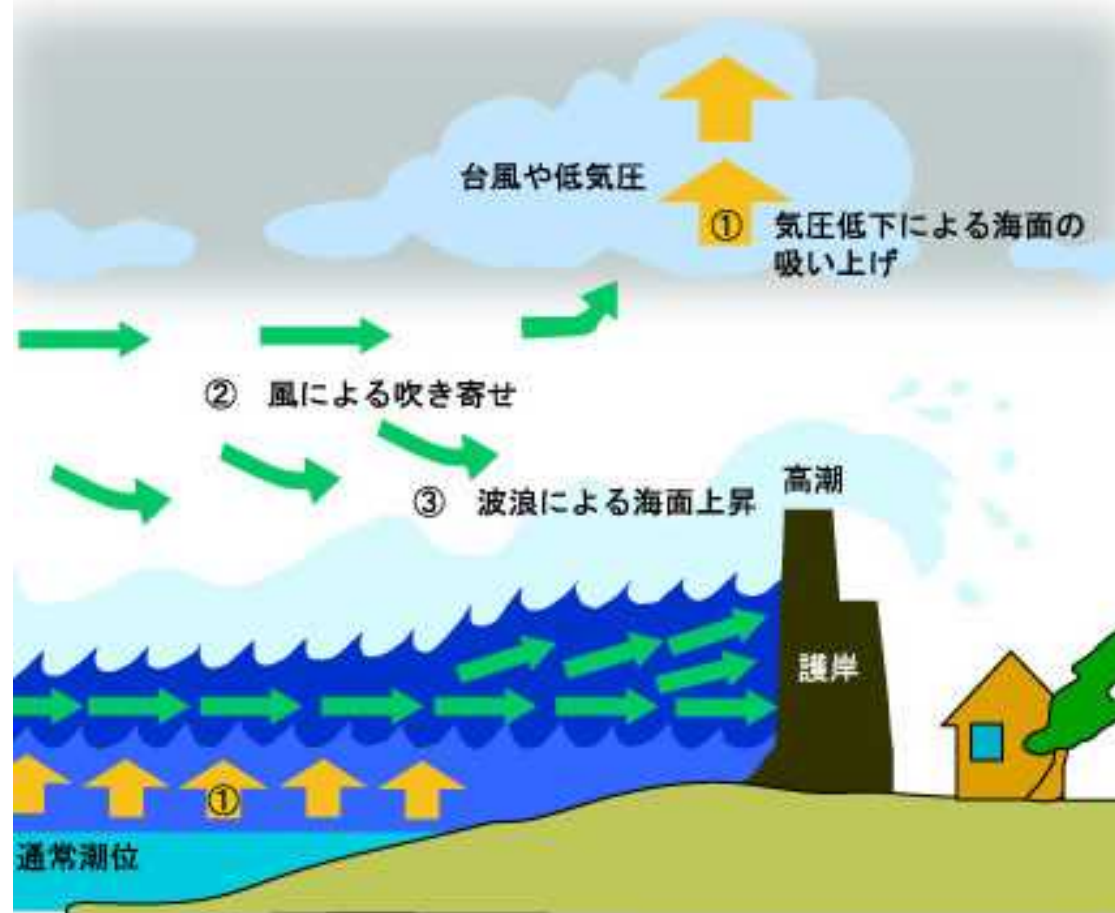 台風や低気圧
① 気圧低下による海面の
吸い上げ
② 風による吹き寄せ
③ 波浪による海面上昇
高潮
護岸
①
通常潮位